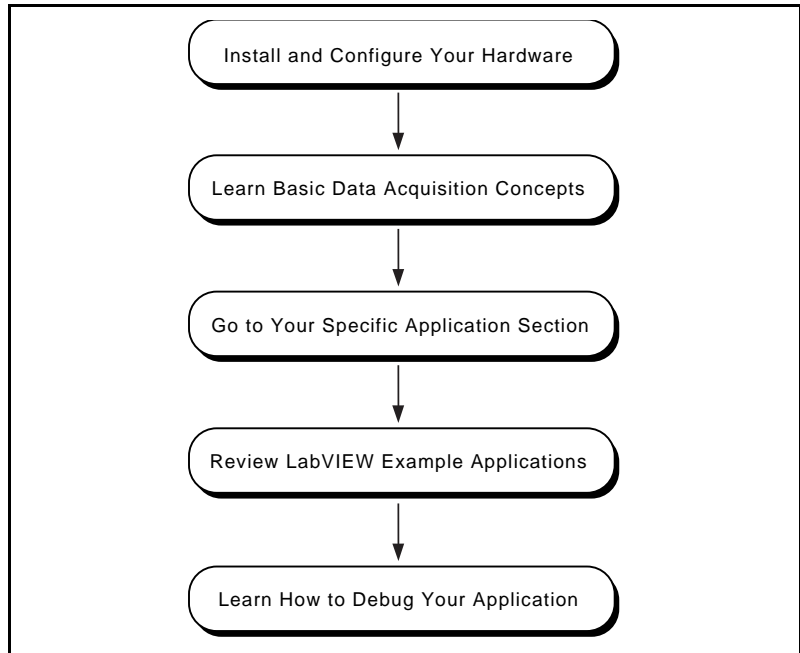 Install and Configure Your Hardware
Learn Basic Data Acquisition Concepts
Go to Your Specific Application Section
Review LabVIEW Example Applications
Learn How to Debug Your Application